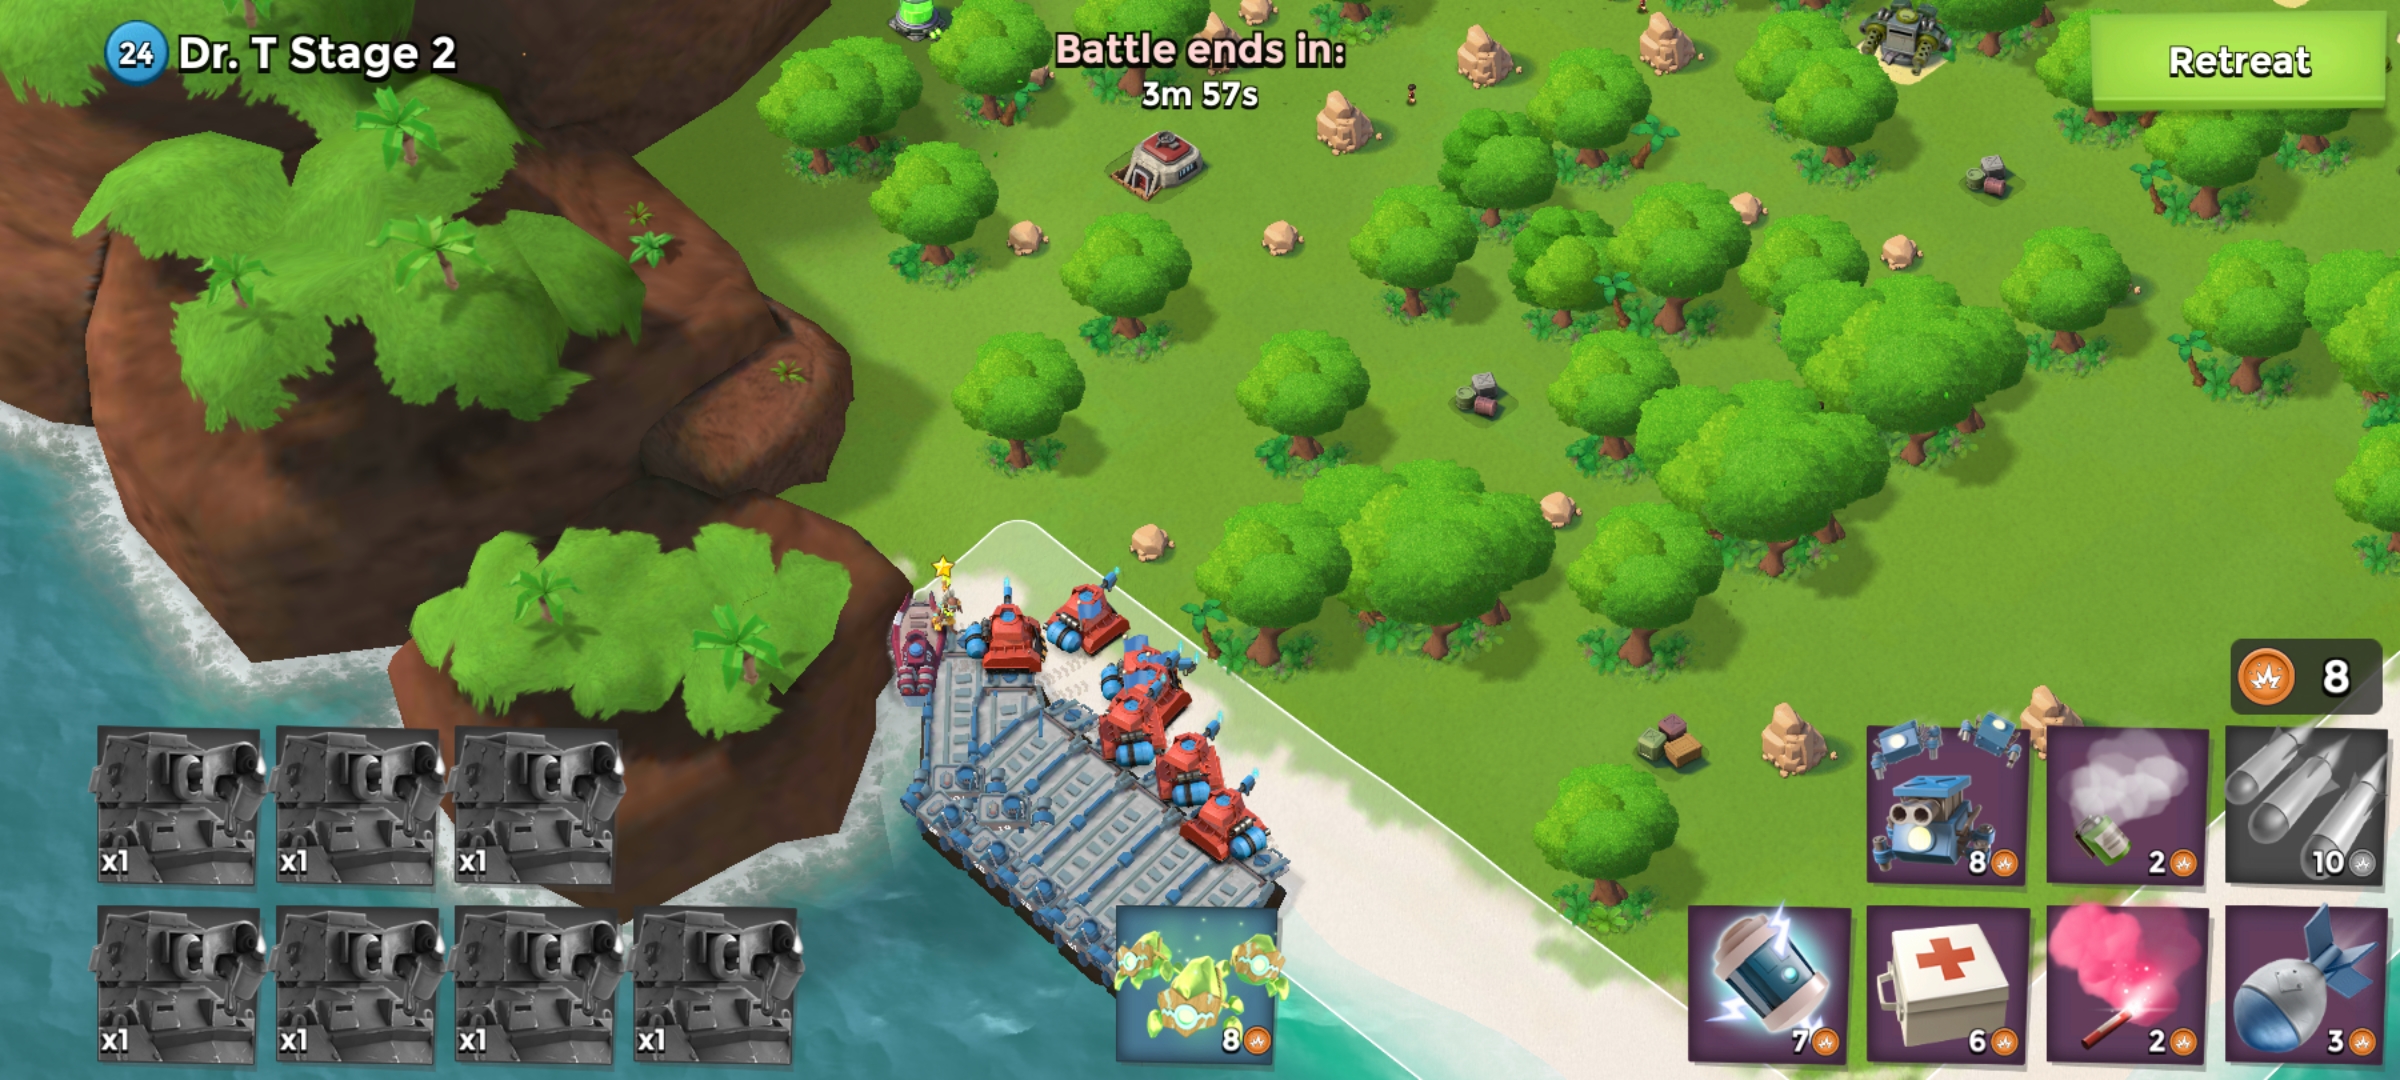 24 Dr. T Stage 2
Battle ends in:
3m 57s
Retreat
8
x1 x1 x1
8 2 10
x1 x1 x1 x1
8
7 6 2 3